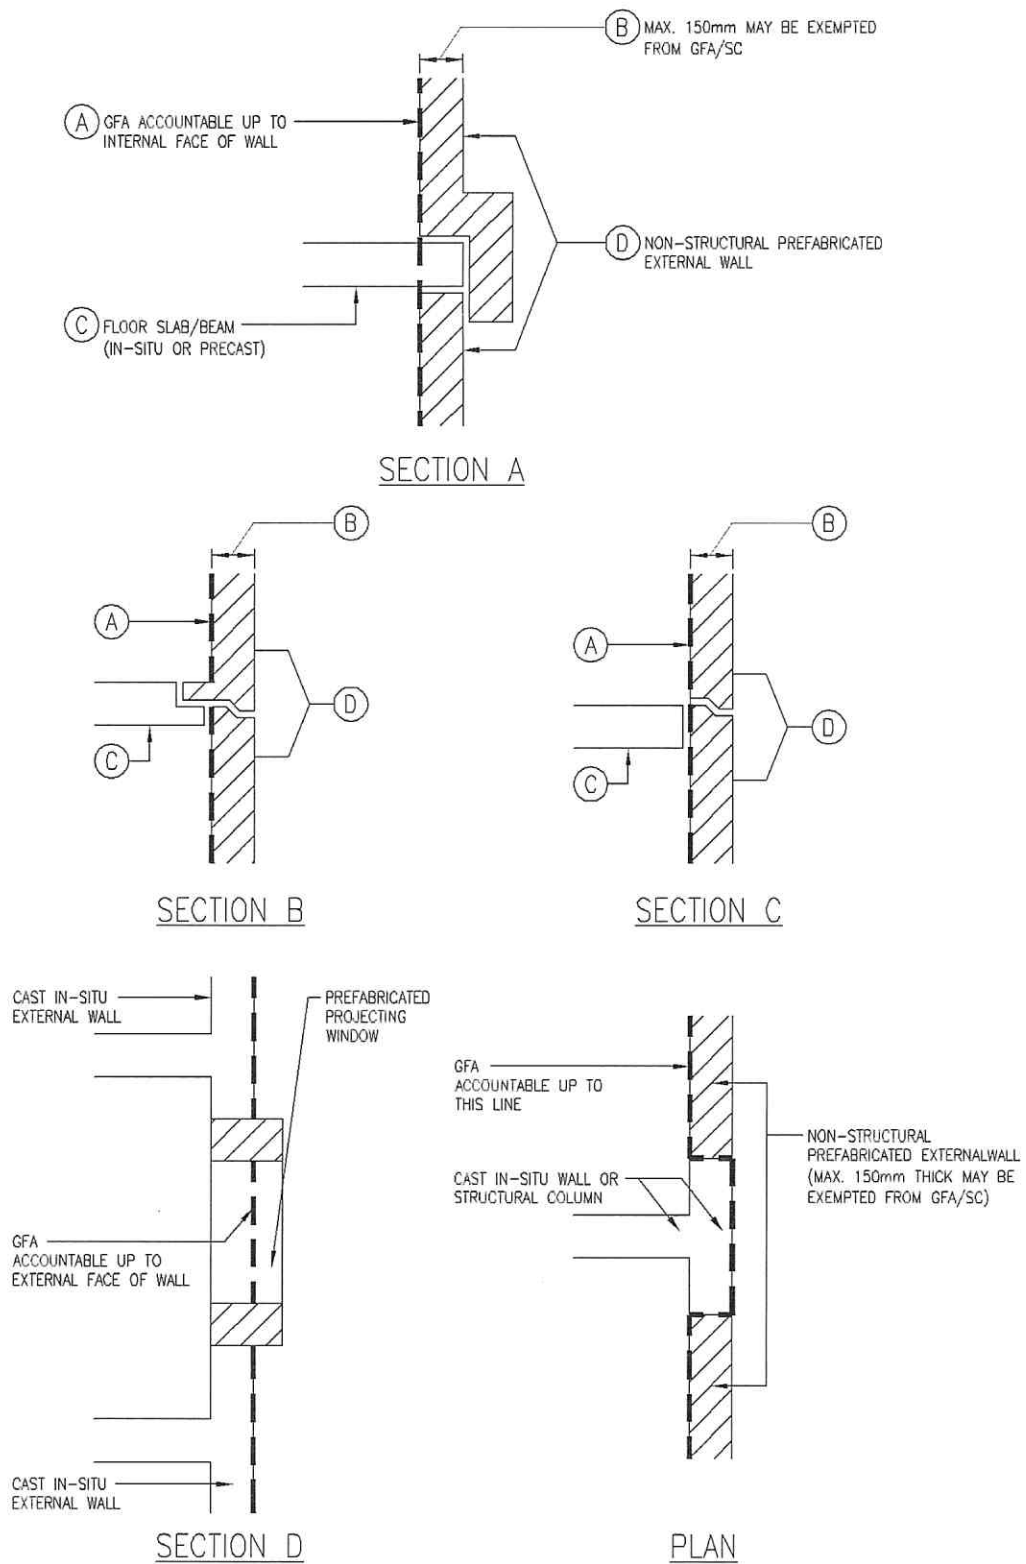 B MAX. 150mm MAY BE EXEMPTED
FROM GFA/SC
A GFA ACCOUNTABLE UP TO
INTERNAL FACE OF WALL
D NON-STRUCTURAL PREFABRICATED
EXTERNAL WALL
C FLOOR SLAB/BEAM
(IN-SITU OR PRECAST)
SECTION A
B
A
D
C
SECTION B
B
A
D
C
SECTION C
CAST IN-SITU
EXTERNAL WALL
PREFABRICATED
PROJECTING
WINDOW
GFA
ACCOUNTABLE UP TO
EXTERNAL FACE OF WALL
CAST IN-SITU
EXTERNAL WALL
SECTION D
GFA
ACCOUNTABLE UP TO
THIS LINE
CAST IN-SITU WALL OR
STRUCTURAL COLUMN
NON-STRUCTURAL
PREFABRICATED EXTERNALWALL
(MAX. 150mm THICK MAY BE
EXEMPTED FROM GFA/SC)
PLAN